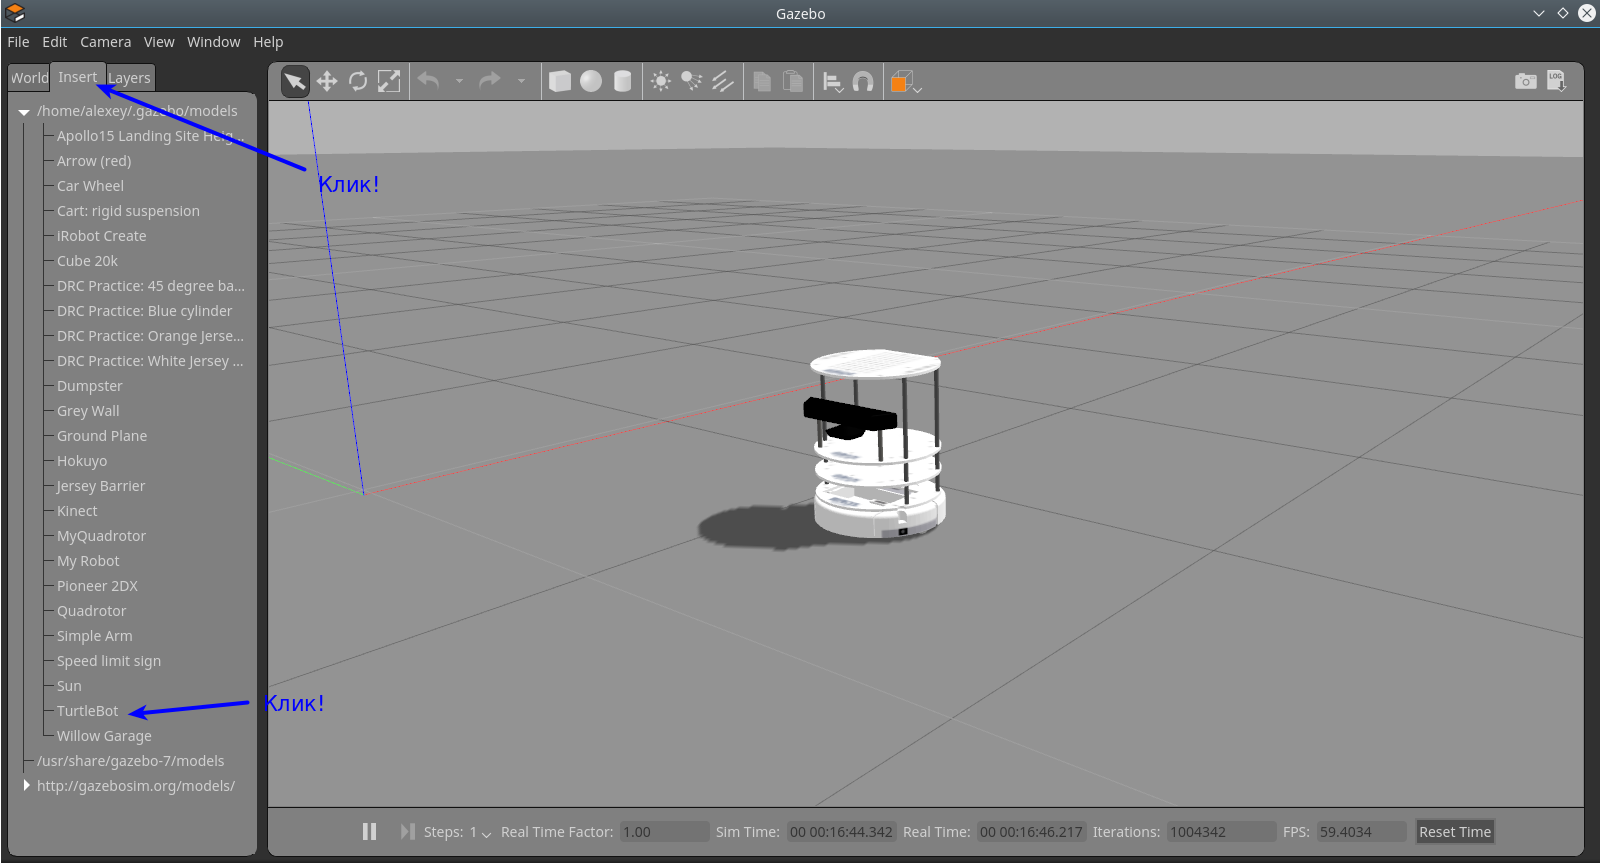 Gazebo
File Edit Camera View Window Help
World Insert Layers
LOG
/home/alexey/.gazebo/models
Apollo15 Landing Site Heig...
Arrow (red)
Клик!
Car Wheel
Cart: rigid suspension
iRobot Create
Cube 20k
DRC Practice: 45 degree ba...
DRC Practice: Blue cylinder
DRC Practice: Orange Jerse...
DRC Practice: White Jersey ...
Dumpster
Grey Wall
Ground Plane
Hokuyo
Jersey Barrier
Kinect
MyQuadrotor
My Robot
Pioneer 2DX
Quadrotor
Simple Arm
Speed limit sign
Sun
TurtleBot
Клик!
Willow Garage
/usr/share/gazebo-7/models
http://gazebosim.org/models/
Steps: 1 Real Time Factor: 1.00 Sim Time: 00 00:16:44.342 Real Time: 00 00:16:46.217 Iterations: 1004342 FPS: 59.4034 Reset Time